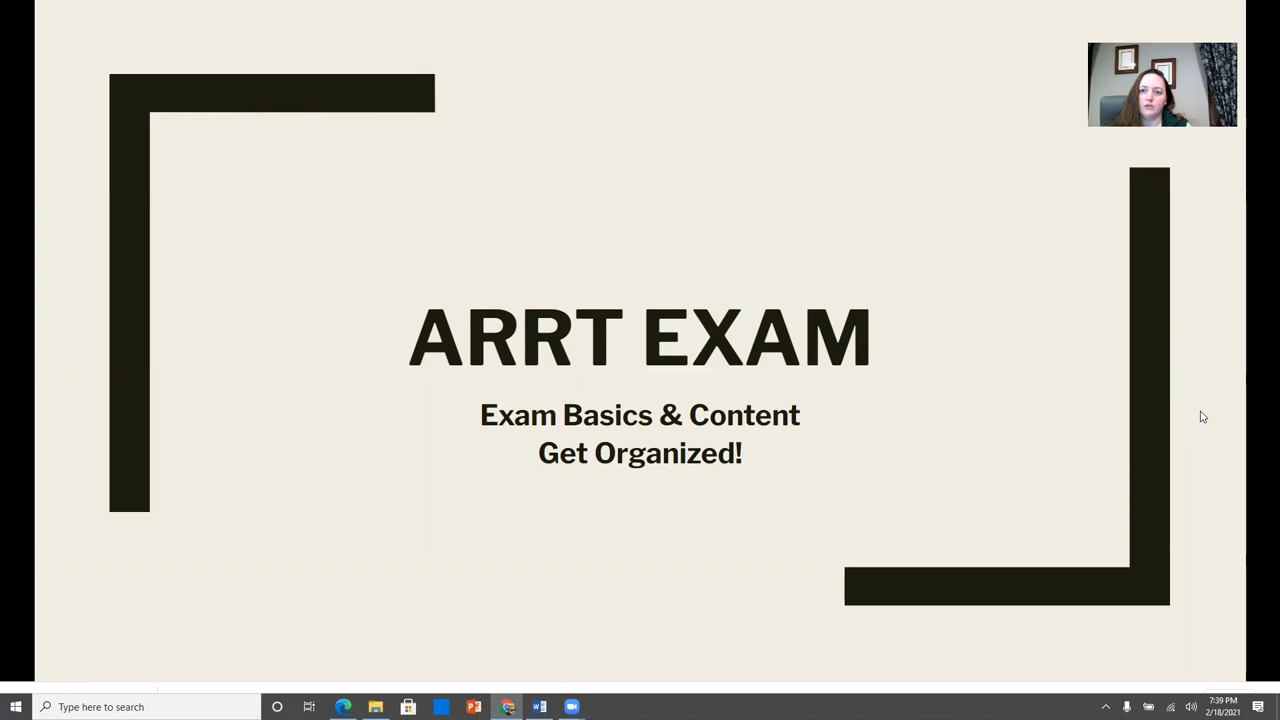 ARRT EXAM
Exam Basics & Content
Get Organized!
Type here to search
7:39 PM
2/18/2021